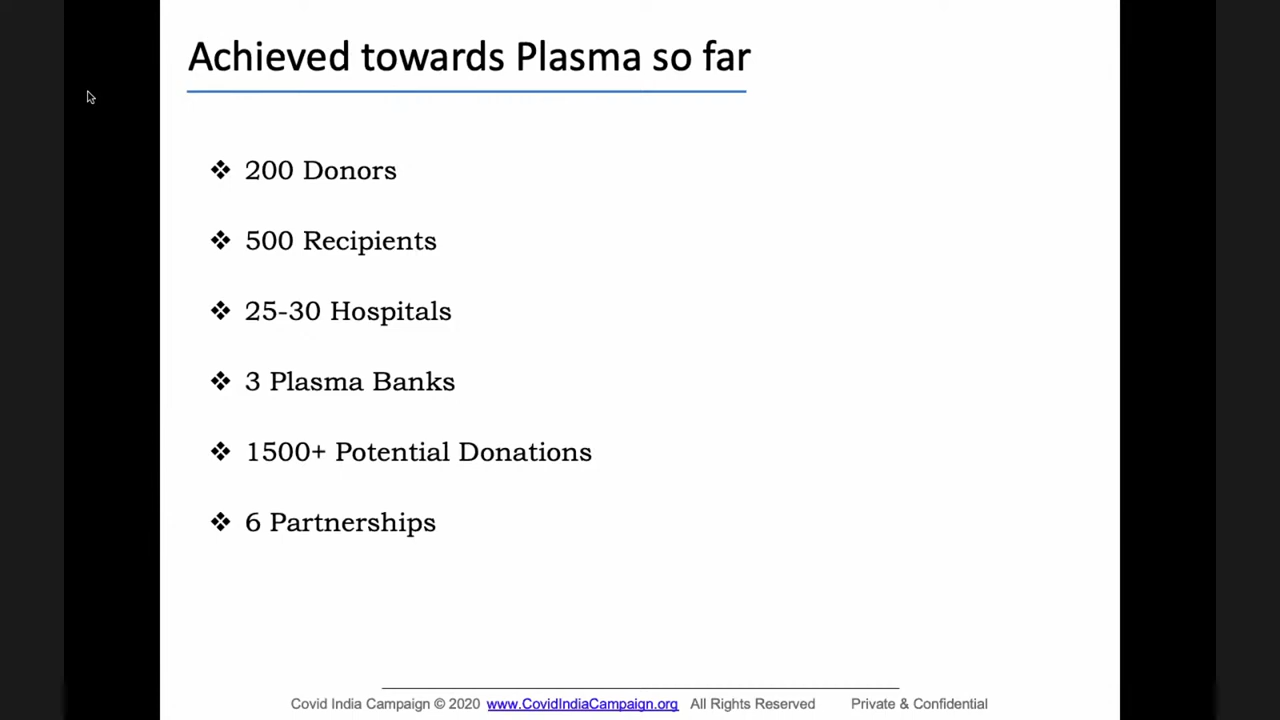 Achieved towards Plasma so far
❖ 200 Donors
❖ 500 Recipients
❖ 25-30 Hospitals
❖ 3 Plasma Banks
❖ 1500+ Potential Donations
❖ 6 Partnerships
Covid India Campaign © 2020 www.CovidIndiaCampaign.org All Rights Reserved Private & Confidential